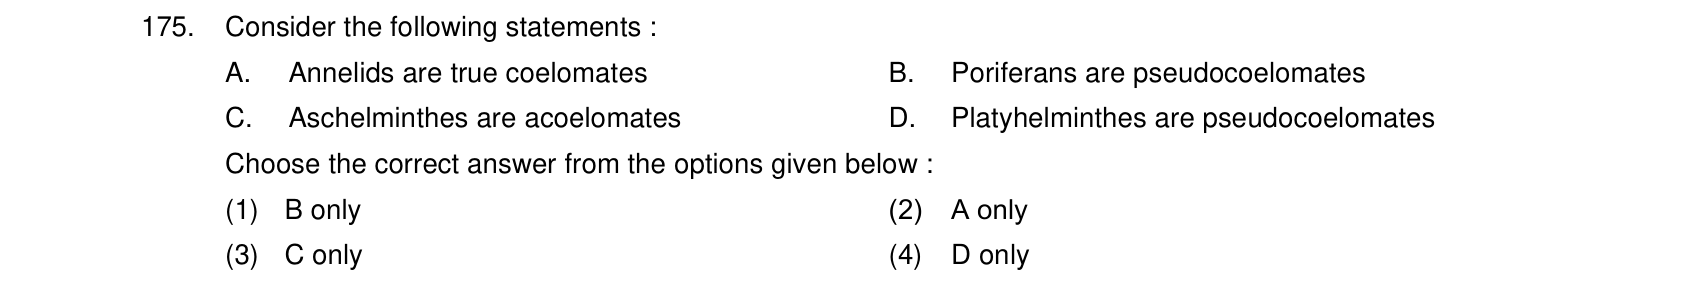 175. Consider the following statements :
A. Annelids are true coelomates B. Poriferans are pseudocoelomates
C. Aschelminthes are acoelomates D. Platyhelminthes are pseudocoelomates
Choose the correct answer from the options given below :
(1) B only (2) A only
(3) C only (4) D only